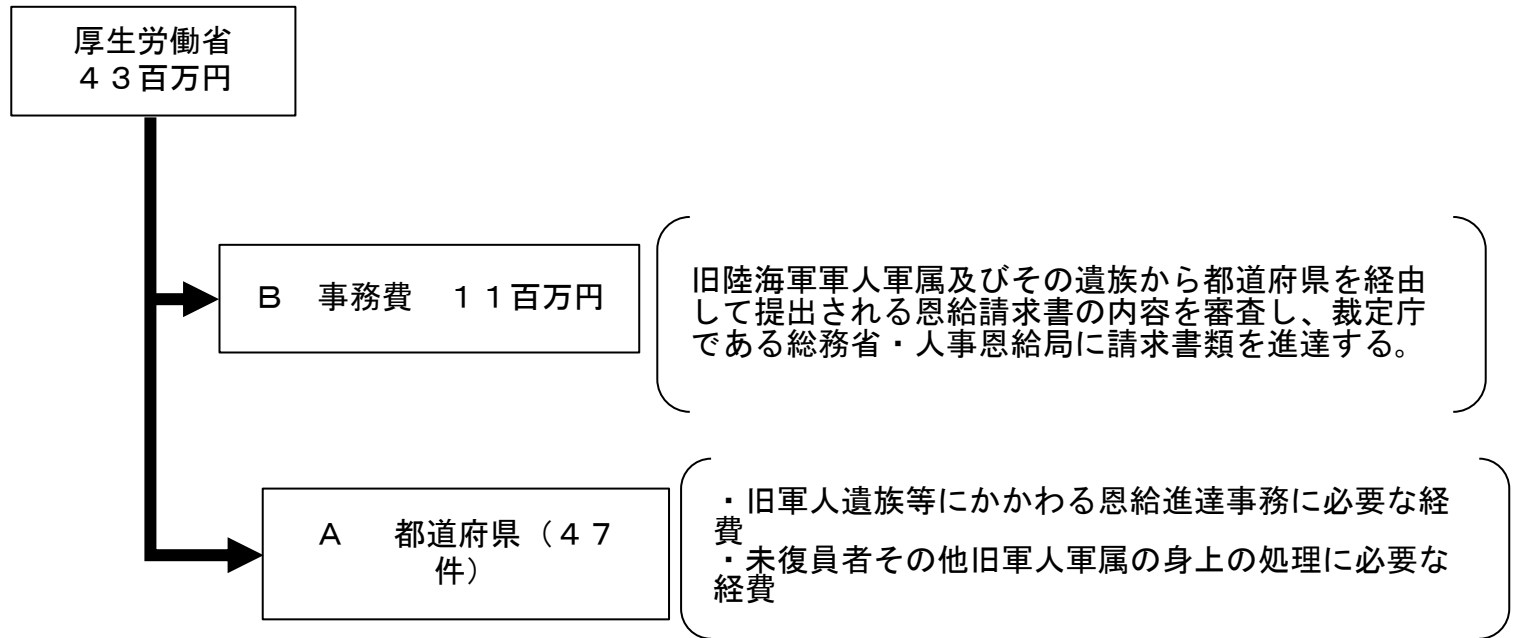 厚生労働省
４３百万円
Ｂ　事務費　１１百万円
旧陸海軍軍人軍属及びその遺族から都道府県を経由
して提出される恩給請求書の内容を審査し、裁定庁
である総務省・人事恩給局に請求書類を進達する。
Ａ　都道府県（４７
件）
・旧軍人遺族等にかかわる恩給進達事務に必要な経
費
・未復員者その他旧軍人軍属の身上の処理に必要な
経費